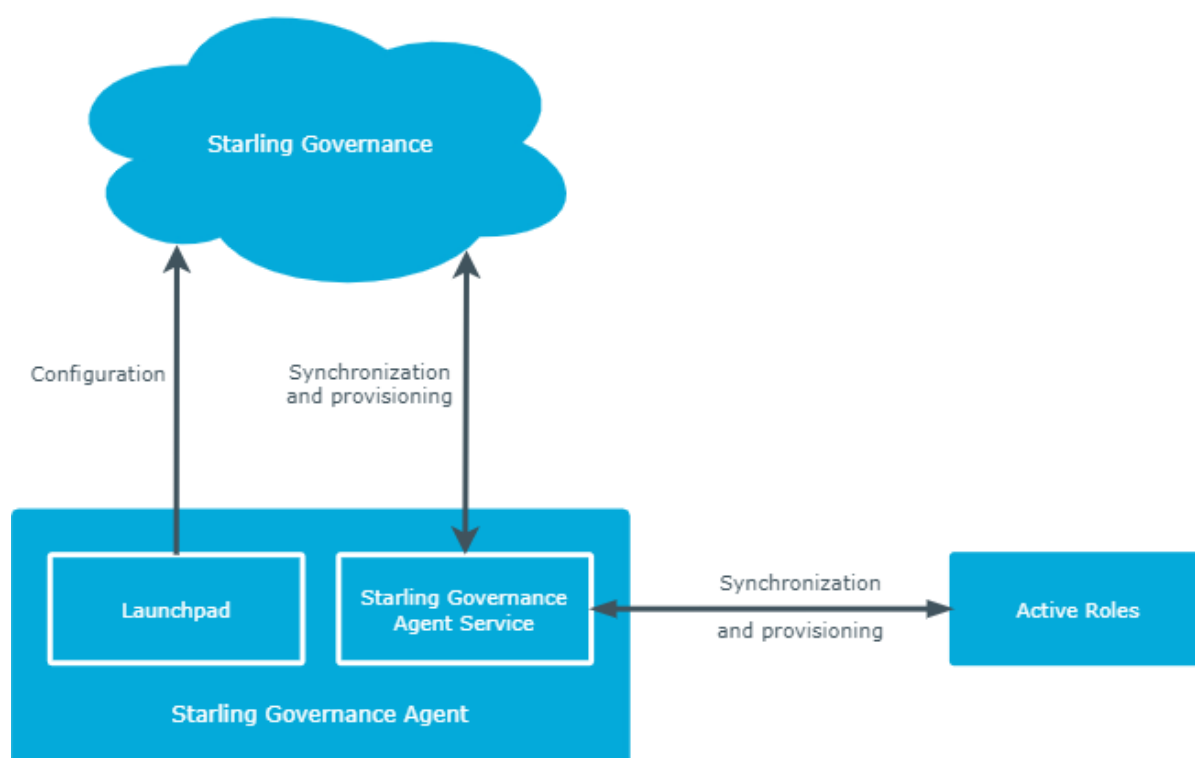 Starling Governance
Configuration
Synchronization
and provisioning
Launchpad
Starling Governance
Agent Service
Synchronization
and provisioning
Active Roles
Starling Governance Agent